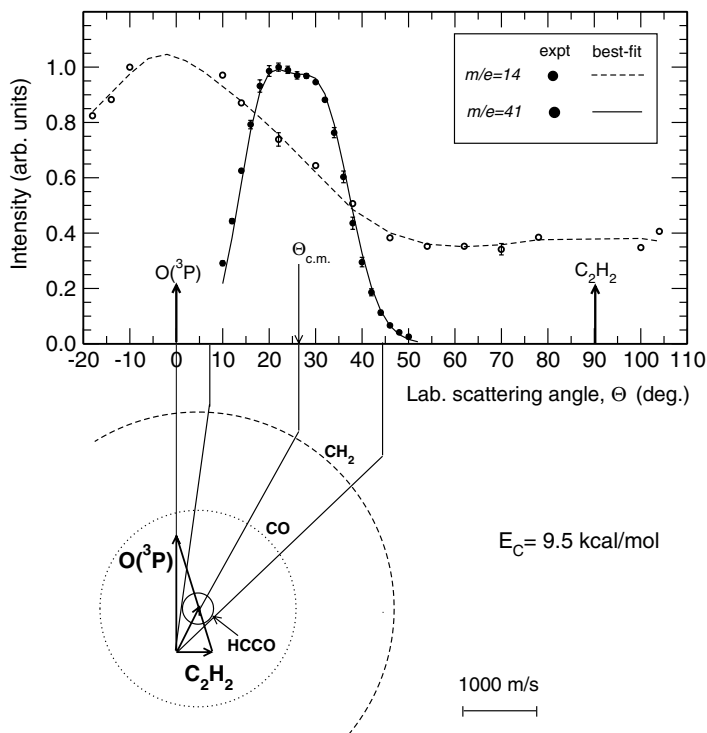 expt best-fit
m/e=14
m/e=41
Intensity (arb. units)
1.0
0.8
0.6
0.4
0.2
0.0
O(³P)
Θc.m.
C₂H₂
-20 -10 0 10 20 30 40 50 60 70 80 90 100 110
Lab. scattering angle, Θ (deg.)
CH₂
CO
O(³P)
E_C= 9.5 kcal/mol
HCCO
C₂H₂
1000 m/s